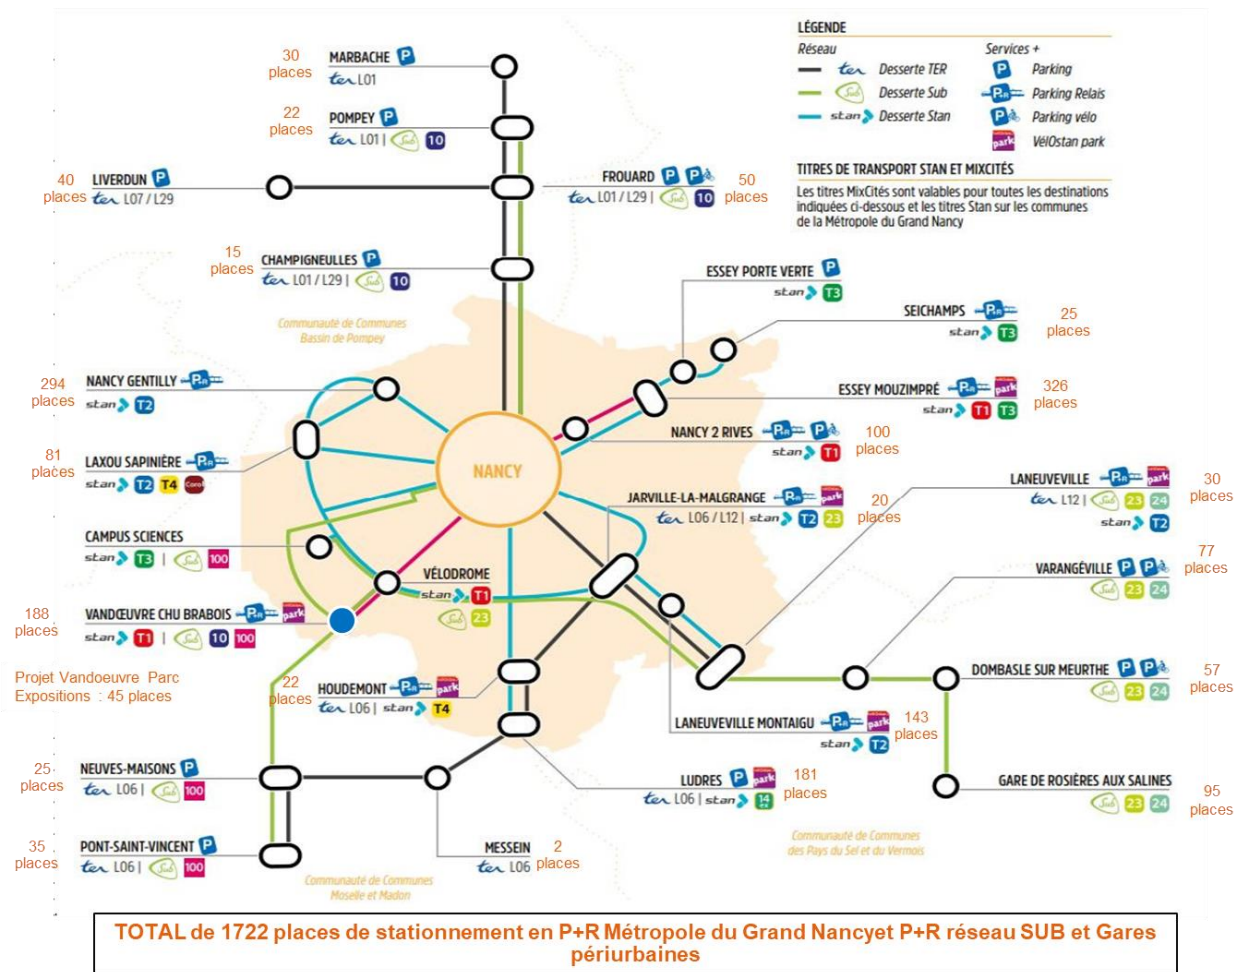 LÉGENDE
Réseau
ter Desserte TER
Sub Desserte Sub
stan Desserte Stan
Services +
P Parking
P+R Parking Relais
P Parking vélo
park VélOstan park
TITRES DE TRANSPORT STAN ET MIXCITÉS
Les titres MixCités sont valables pour toutes les destinations
indiquées ci-dessous et les titres Stan sur les communes
de la Métropole du Grand Nancy
30
places
MARBACHE P
ter L01
22
places
POMPEY P
ter L01 | Sub 10
40
places
LIVERDUN P
ter L07 / L29
FROUARD P P
ter L01 / L29 | Sub 10
50
places
15
places
CHAMPIGNEULLES P
ter L01 / L29 | Sub 10
Communauté de Communes
Bassin de Pompey
ESSEY PORTE VERTE P
stan T3
SEICHAMPS P+R
stan T3
25
places
294
places
NANCY GENTILLY P+R
stan T2
ESSEY MOUZIMPRÉ P+R park
stan T1 T3
326
places
NANCY 2 RIVES P+R P
stan T1
100
places
81
places
LAXOU SAPINIÈRE P+R
stan T2 T4 Corol
NANCY
JARVILLE-LA-MALGRANGE P+R park
ter L06 / L12 | stan T2 23
20
places
LANEUVEVILLE P+R park
ter L12 | Sub 23 24
stan T2
30
places
CAMPUS SCIENCES
stan T3 | Sub 100
VÉLODROME
stan T1
Sub 23
VARANGÉVILLE P P
Sub 23 24
77
places
188
places
VANDŒUVRE CHU BRABOIS P+R park
stan T1 | Sub 10 100
Projet Vandoeuvre Parc
Expositions : 45 places
22
places
HOUDEMONT P+R park
ter L06 | stan T4
DOMBASLE SUR MEURTHE P P
Sub 23 24
57
places
LANEUVEVILLE MONTAIGU P+R park
stan T2
143
places
25
places
NEUVES-MAISONS P
ter L06 | Sub 100
LUDRES P park
ter L06 | stan 14
181
places
GARE DE ROSIÈRES AUX SALINES
Sub 23 24
95
places
35
places
PONT-SAINT-VINCENT P
ter L06 | Sub 100
MESSEIN
ter L06
2
places
Communauté de Communes
des Pays du Sel et du Vermois
Communauté de Communes
Moselle et Madon
TOTAL de 1722 places de stationnement en P+R Métropole du Grand Nancyet P+R réseau SUB et Gares
périurbaines